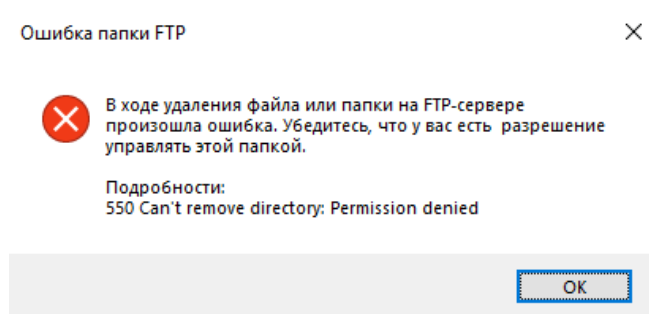 Ошибка папки FTP
В ходе удаления файла или папки на FTP-сервере
произошла ошибка. Убедитесь, что у вас есть разрешение
управлять этой папкой.
Подробности:
550 Can't remove directory: Permission denied
OK